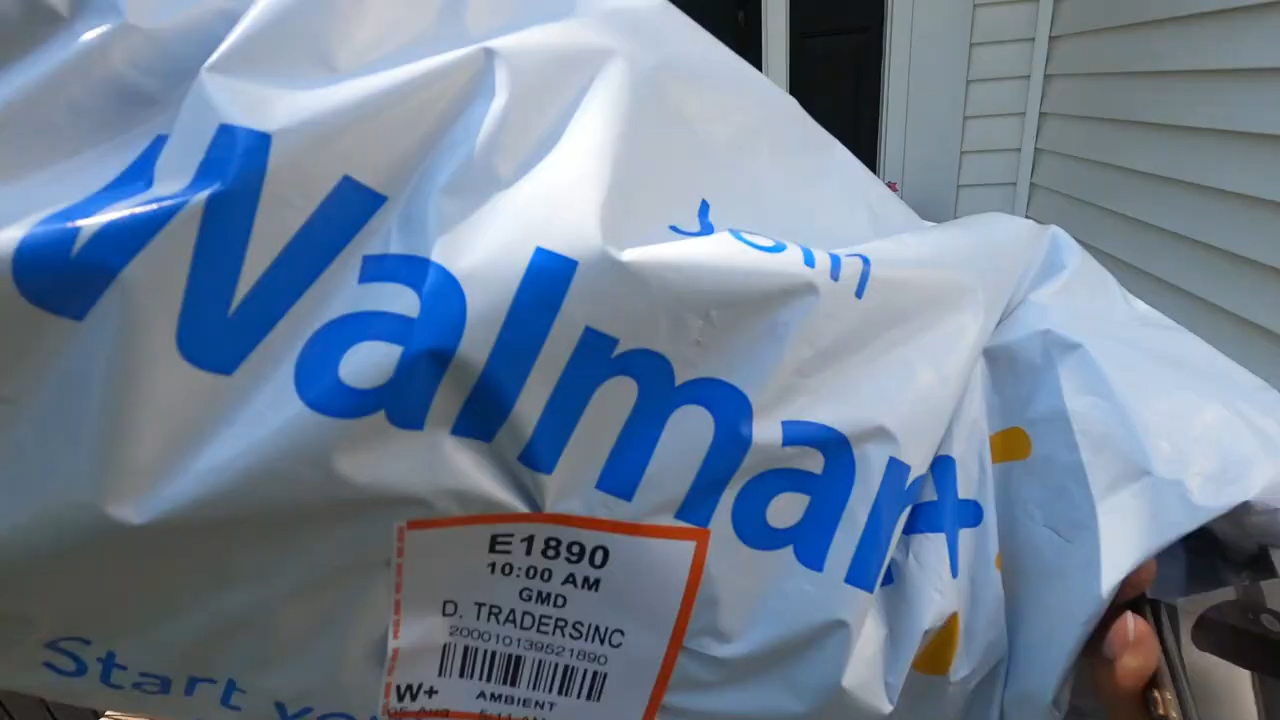 Walmart
Join
E1890
10:00 AM
GMD
D. TRADERSINC
200010139521890
W+
AMBIENT
Start